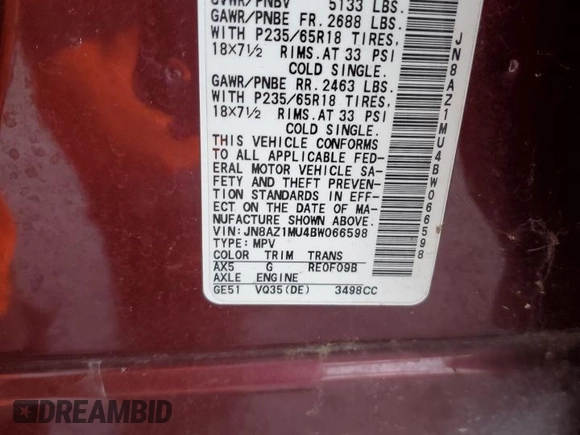 GVWR/PNBV 5133 LBS.
GAWR/PNBE FR. 2688 LBS.
WITH P235/65R18 TIRES,
18X7½ RIMS. AT 33 PSI
COLD SINGLE.
GAWR/PNBE RR. 2463 LBS.
WITH P235/65R18 TIRES,
18X7½ RIMS. AT 33 PSI
COLD SINGLE.
THIS VEHICLE CONFORMS
TO ALL APPLICABLE FED-
ERAL MOTOR VEHICLE SA-
FETY AND THEFT PREVEN-
TION STANDARDS IN EFF-
ECT ON THE DATE OF MA-
NUFACTURE SHOWN ABOVE.
VIN: JN8AZ1MU4BW066598
TYPE: MPV
COLOR TRIM TRANS
AX5 G RE0F09B
AXLE ENGINE
GE51 VQ35(DE) 3498CC
JN8AZ1MU4BW066598
DREAMBID